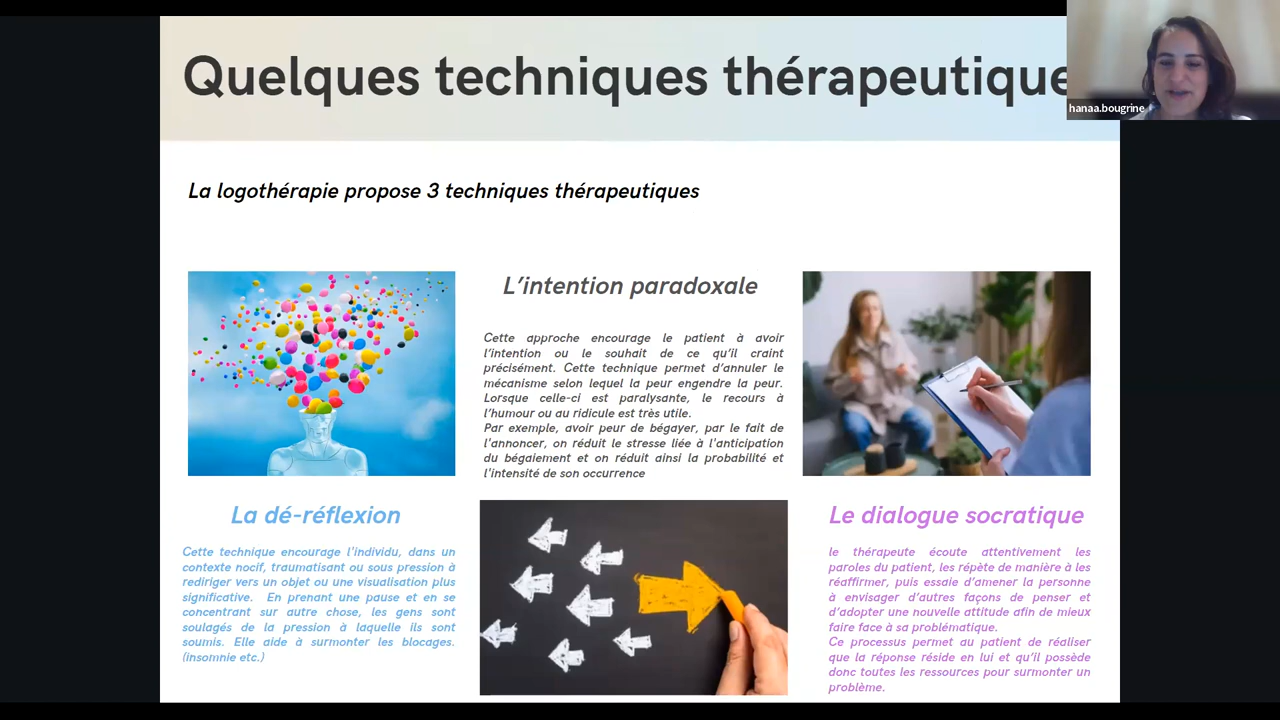 Quelques techniques thérapeutique
hanaa.bougrine
La logothérapie propose 3 techniques thérapeutiques
L'intention paradoxale
Cette approche encourage le patient à avoir
l'intention ou le souhait de ce qu'il craint
précisément. Cette technique permet d'annuler le
mécanisme selon lequel la peur engendre la peur.
Lorsque celle-ci est paralysante, le recours à
l'humour ou au ridicule est très utile.
Par exemple, avoir peur de bégayer, par le fait de
l'annoncer, on réduit le stresse liée à l'anticipation
du bégaiement et on réduit ainsi la probabilité et
l'intensité de son occurrence
La dé-réflexion
Cette technique encourage l'individu, dans un
contexte nocif, traumatisant ou sous pression à
rediriger vers un objet ou une visualisation plus
significative. En prenant une pause et en se
concentrant sur autre chose, les gens sont
soulagés de la pression à laquelle ils sont
soumis. Elle aide à surmonter les blocages.
(insomnie etc.)
Le dialogue socratique
le thérapeute écoute attentivement les
paroles du patient, les répète de manière à les
réaffirmer, puis essaie d'amener la personne
à envisager d'autres façons de penser et
d'adopter une nouvelle attitude afin de mieux
faire face à sa problématique.
Ce processus permet au patient de réaliser
que la réponse réside en lui et qu'il possède
donc toutes les ressources pour surmonter un
problème.